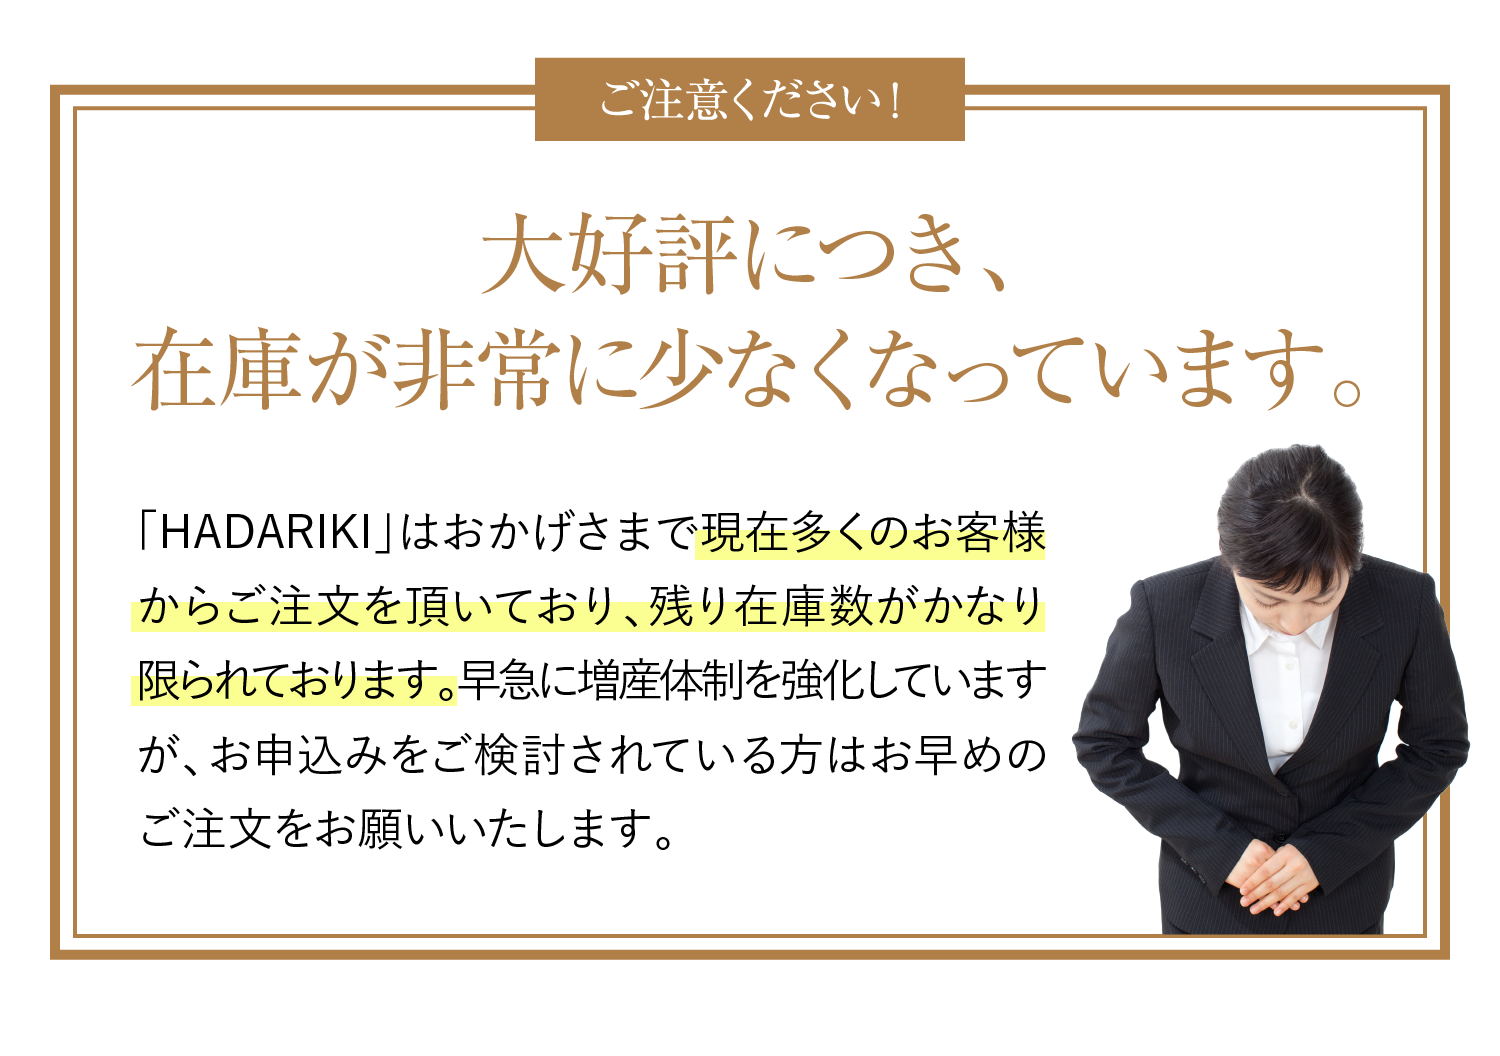 ご注意ください！
大好評につき、
在庫が非常に少なくなっています。
「HADARIKI」はおかげさまで現在多くのお客様
からご注文を頂いており、残り在庫数がかなり
限られております。早急に増産体制を強化しています
が、お申込みをご検討されている方はお早めの
ご注文をお願いいたします。